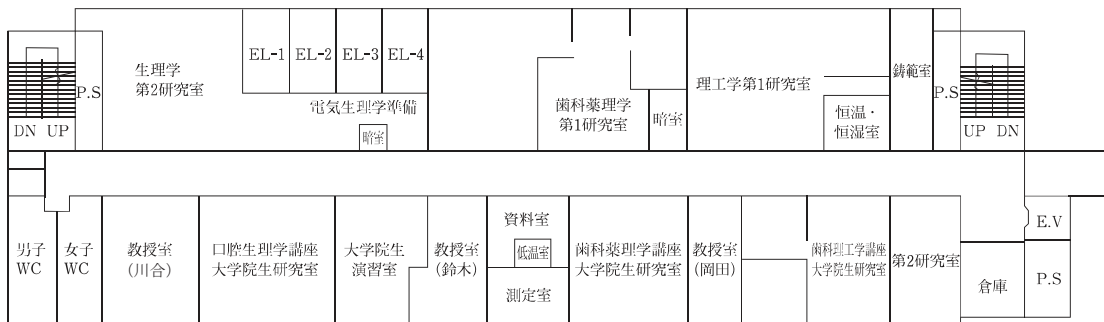 生理学
第2研究室
EL-1
EL-2
EL-3
EL-4
電気生理学準備
暗室
歯科薬理学
第1研究室
暗室
理工学第1研究室
恒温・
恒湿室
鋳範室
P.S
DN UP
P.S
UP DN
男子
WC
女子
WC
教授室
(川合)
口腔生理学講座
大学院生研究室
大学院生
演習室
教授室
(鈴木)
資料室
低温室
測定室
歯科薬理学講座
大学院生研究室
教授室
(岡田)
歯科理工学講座
大学院生研究室
第2研究室
倉庫
E.V
P.S